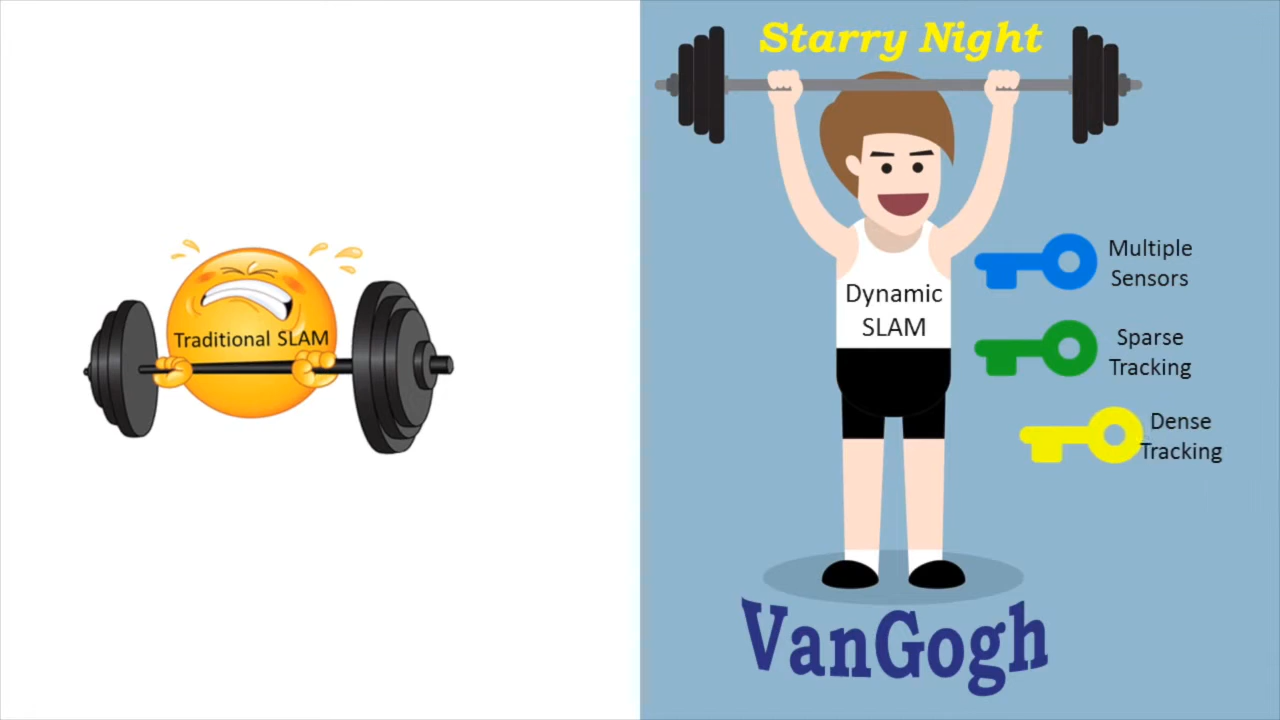 Traditional SLAM
Starry Night
Dynamic
SLAM
Multiple
Sensors
Sparse
Tracking
Dense
Tracking
VanGogh